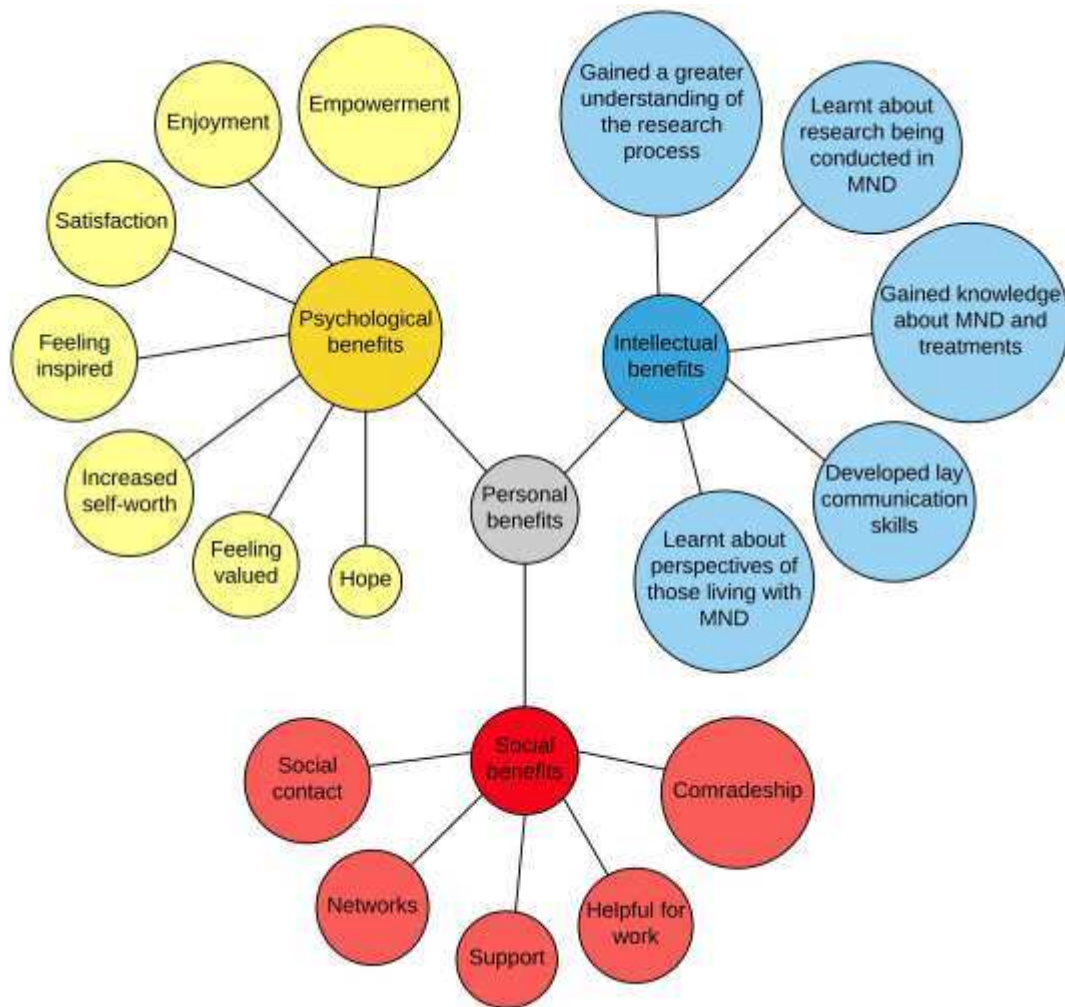 Enjoyment
Empowerment
Satisfaction
Psychological
benefits
Feeling
inspired
Increased
self-worth
Feeling
valued
Hope
Gained a greater
understanding of
the research
process
Learnt about
research being
conducted in
MND
Gained knowledge
about MND and
treatments
Intellectual
benefits
Developed lay
communication
skills
Learnt about
perspectives of
those living with
MND
Personal
benefits
Social
benefits
Social
contact
Networks
Support
Helpful for
work
Comradeship